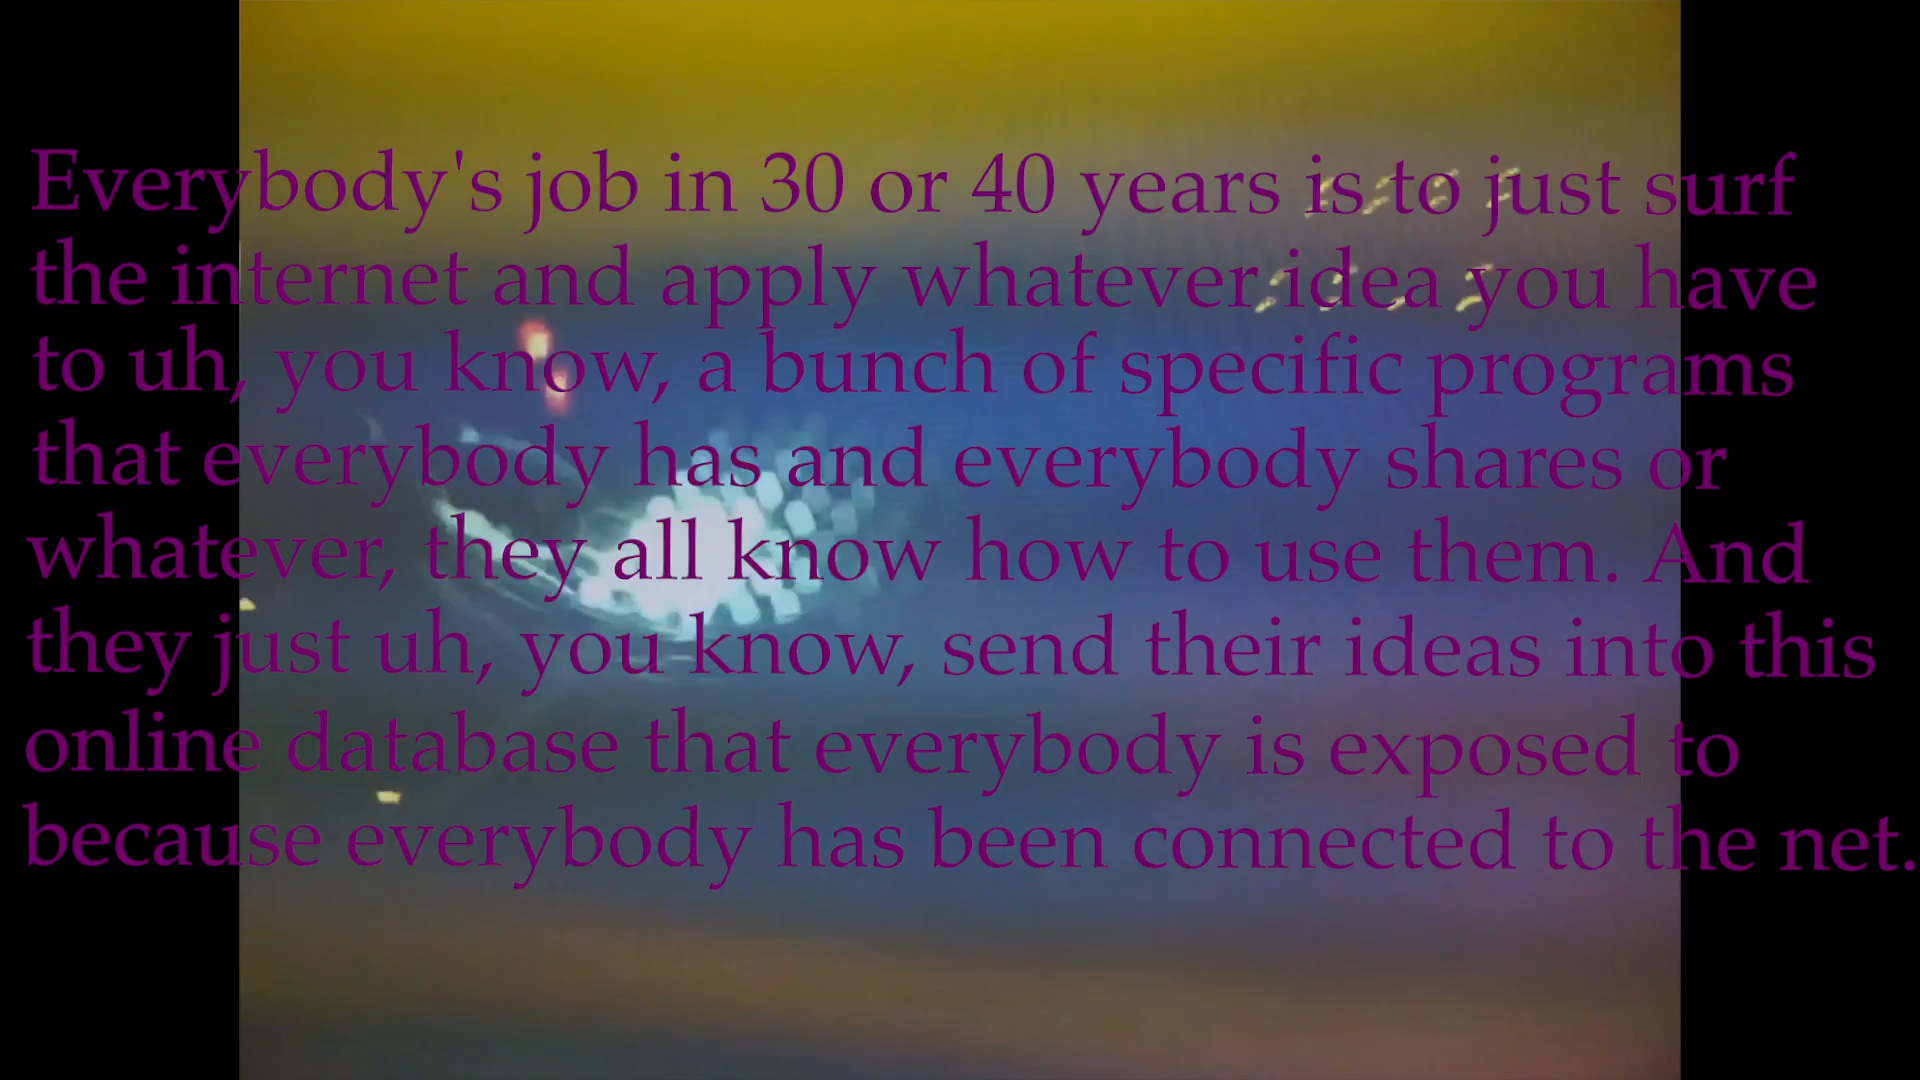 Everybody's job in 30 or 40 years is to just surf
the internet and apply whatever idea you have
to uh, you know, a bunch of specific programs
that everybody has and everybody shares or
whatever, they all know how to use them. And
they just uh, you know, send their ideas into this
online database that everybody is exposed to
because everybody has been connected to the net.